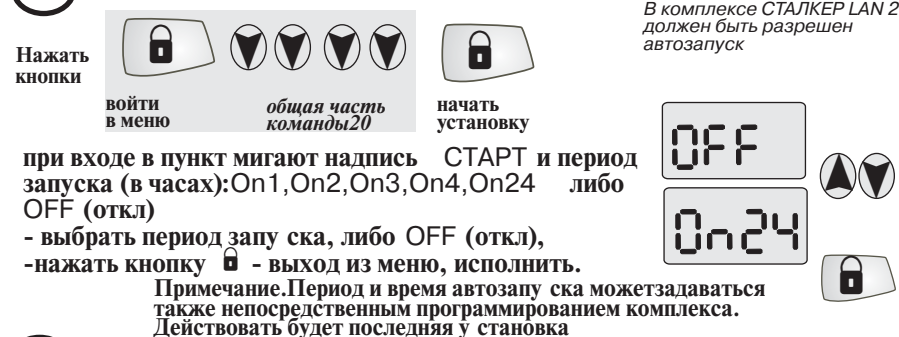 В комплексе СТАЛКЕР LAN 2
должен быть разрешен
автозапуск
Нажать
кнопки
войти
в меню
общая часть
команды20
начать
установку
при входе в пункт мигают надпись СТАРТ и период
запуска (в часах):On1,On2,On3,On4,On24 либо
OFF (откл)
- выбрать период запу ска, либо OFF (откл),
-нажать кнопку - выход из меню, исполнить.
Примечание.Период и время автозапу ска можетзадаваться
также непосредственным программированием комплекса.
Действовать будет последняя у становка
OFF
On24